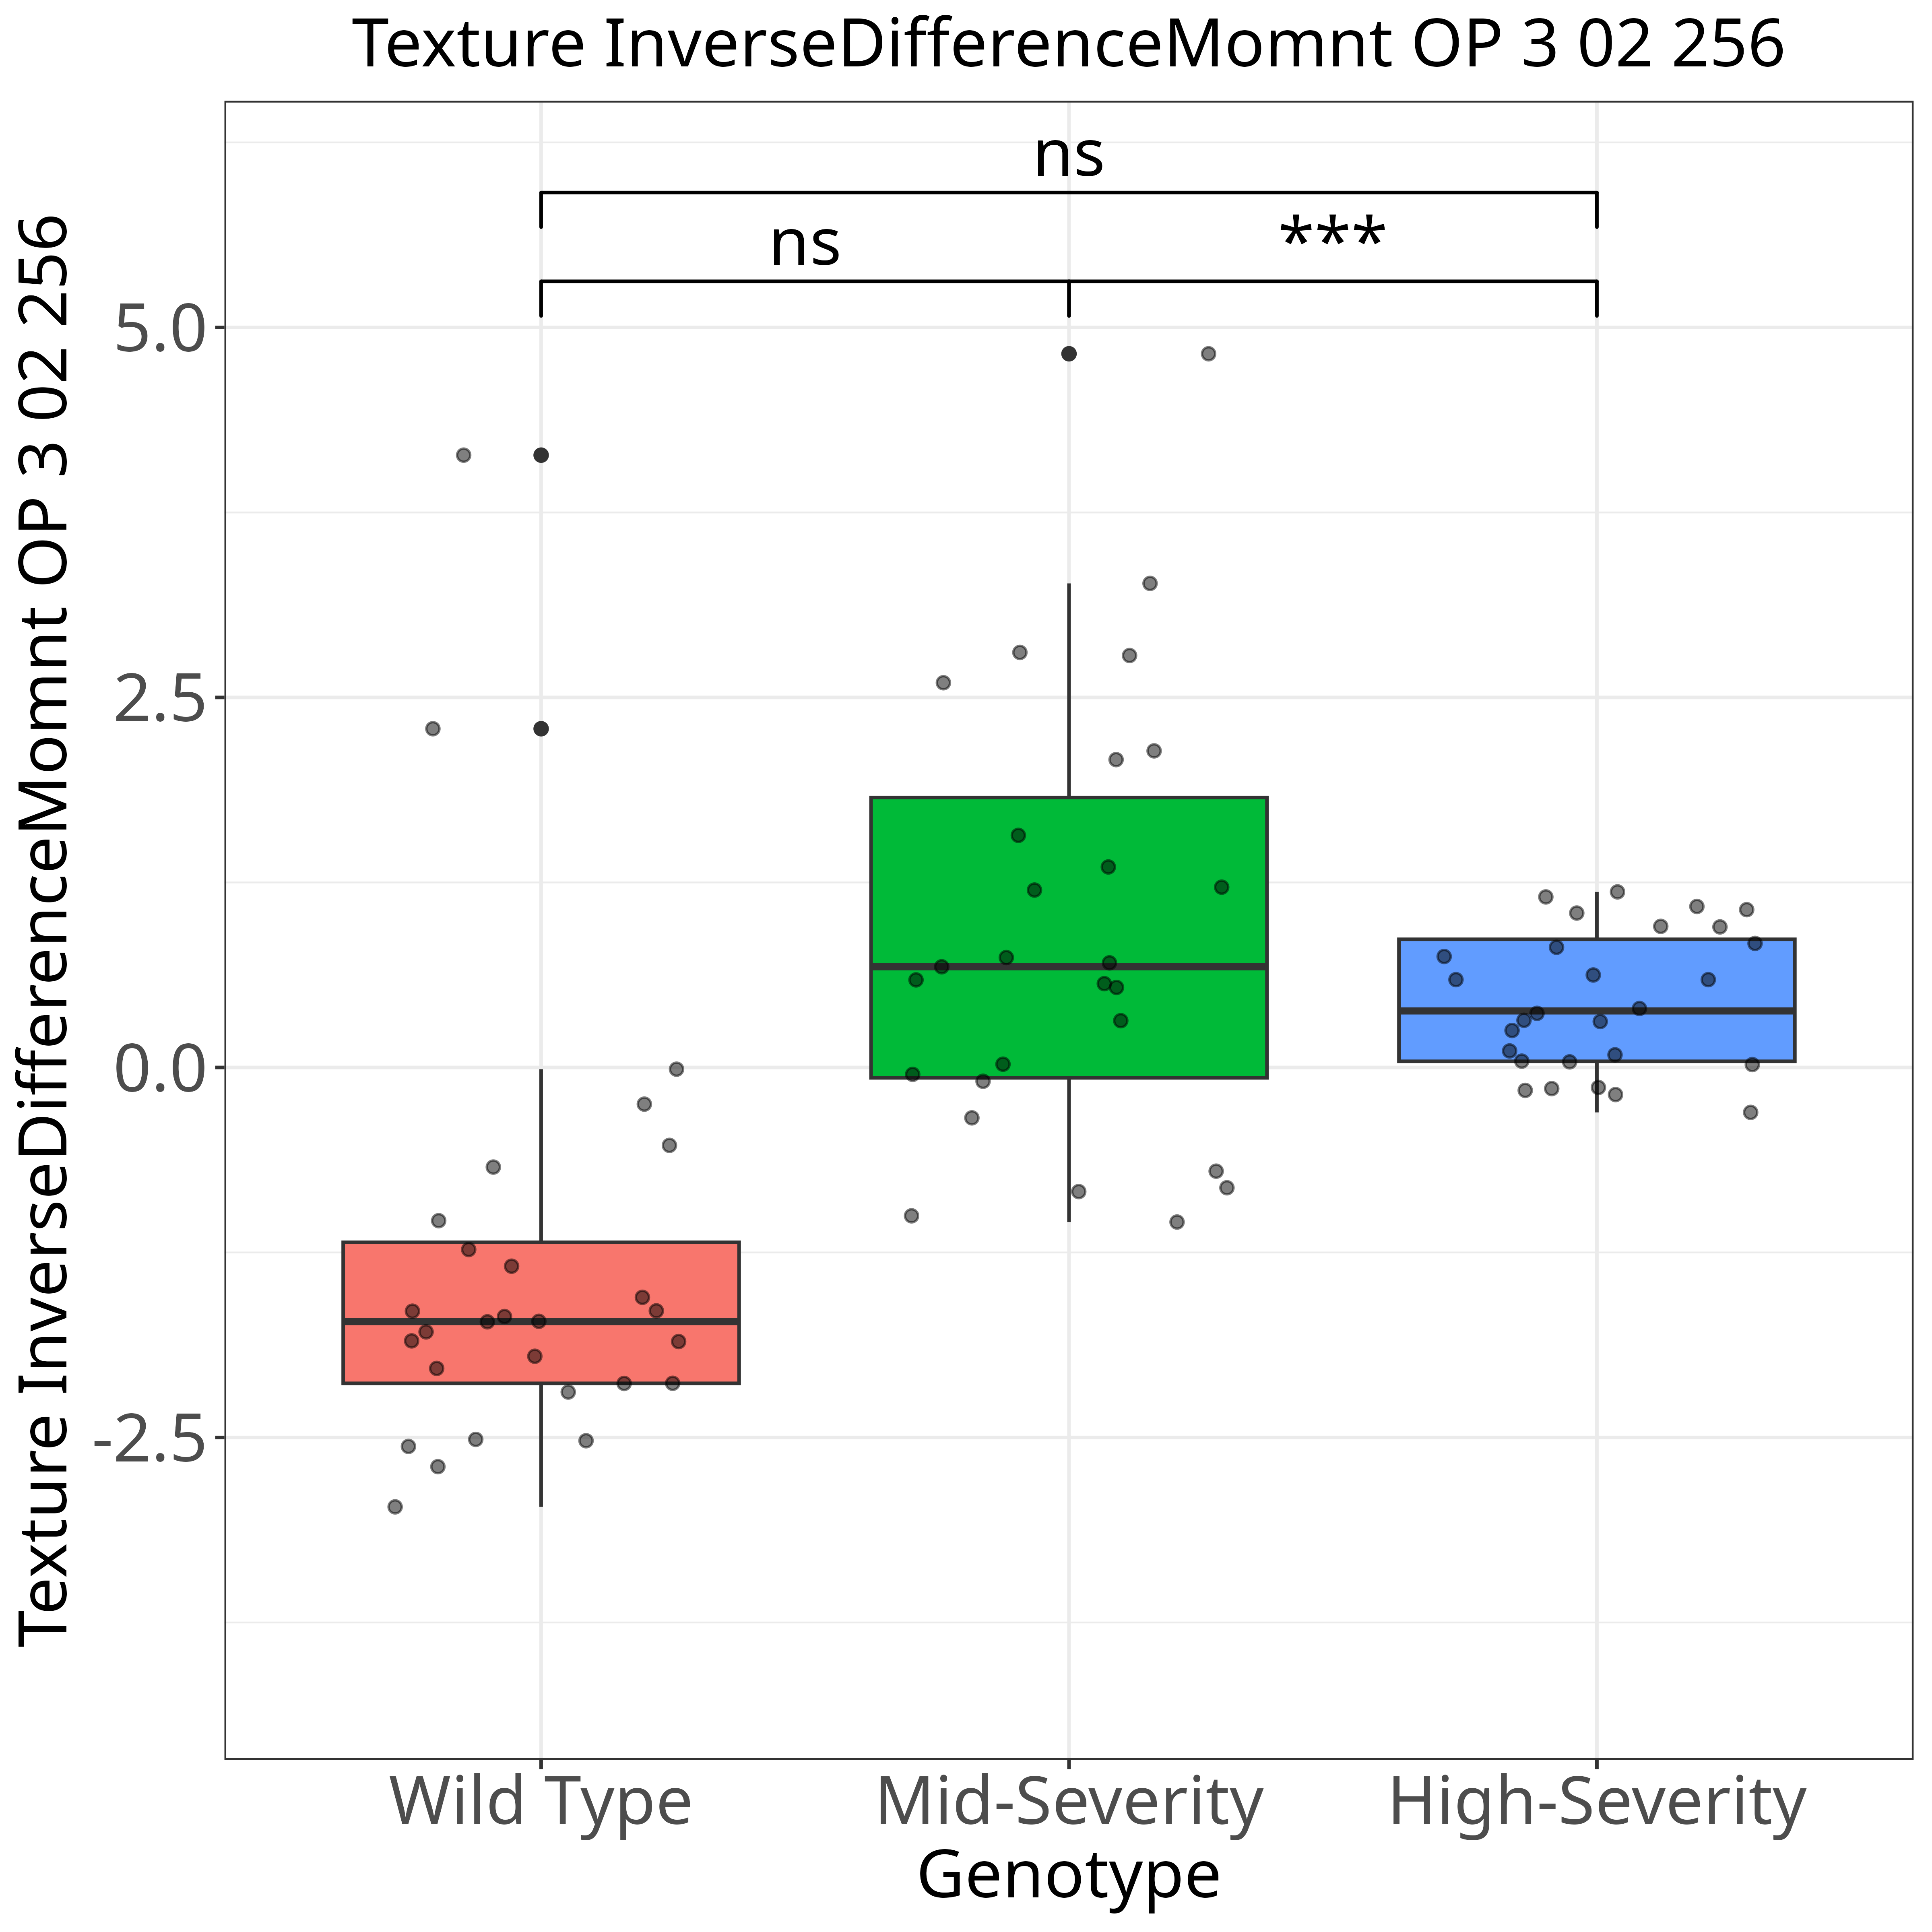 Texture InverseDifferenceMomnt OP 3 02 256
Texture InverseDifferenceMomnt OP 3 02 256
ns
ns
***
5.0
2.5
0.0
-2.5
Wild Type
Mid-Severity
High-Severity
Genotype